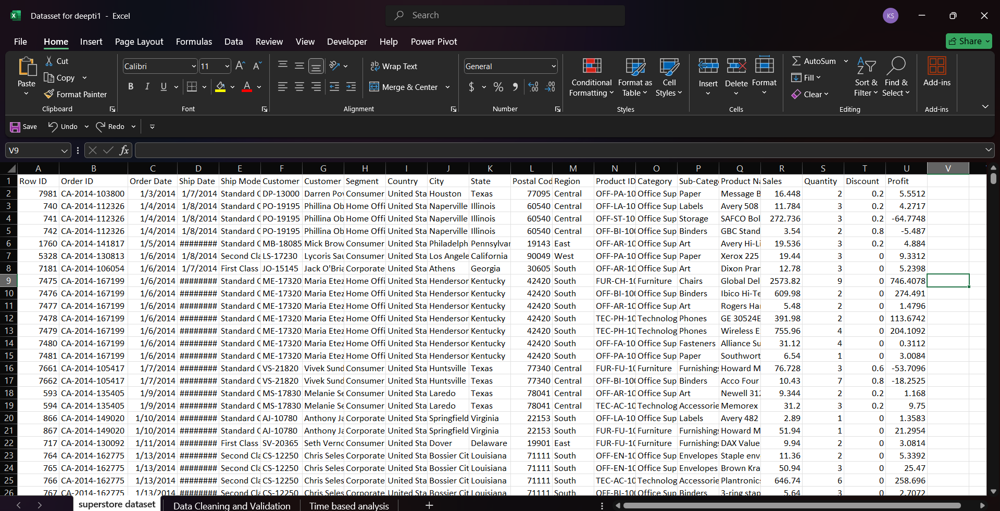 Datasset for deepti1 - Excel
Search
KS
File Home Insert Page Layout Formulas Data Review View Developer Help Power Pivot
Share
Paste
Cut
Copy
Format Painter
Clipboard
Calibri 11
B I U
Font
Wrap Text
Merge & Center
Alignment
General
$ % 9
Number
Conditional Formatting
Format as Table
Cell Styles
Styles
Insert Delete Format
Cells
AutoSum
Fill
Clear
Sort & Filter
Find & Select
Editing
Add-ins
Add-ins
Save Undo Redo
V9 fx
A B C D E F G H I J K L M N O P Q R S T U V
1 Row ID Order ID Order Date Ship Date Ship Mode Customer Customer Segment Country City State Postal Cod Region Product ID Category Sub-Categ Product Na Sales Quantity Discount Profit
2 7981 CA-2014-103800 1/3/2014 1/7/2014 Standard C DP-13000 Darren Pov Consumer United Sta Houston Texas 77095 Central OFF-PA-10 Office Sup Paper Message B 16.448 2 0.2 5.5512
3 740 CA-2014-112326 1/4/2014 1/8/2014 Standard C PO-19195 Phillina Ob Home Offi United Sta Naperville Illinois 60540 Central OFF-LA-10 Office Sup Labels Avery 508 11.784 3 0.2 4.2717
4 741 CA-2014-112326 1/4/2014 1/8/2014 Standard C PO-19195 Phillina Ob Home Offi United Sta Naperville Illinois 60540 Central OFF-ST-10 Office Sup Storage SAFCO Bol 272.736 3 0.2 -64.7748
5 742 CA-2014-112326 1/4/2014 1/8/2014 Standard C PO-19195 Phillina Ob Home Offi United Sta Naperville Illinois 60540 Central OFF-BI-100 Office Sup Binders GBC Stand 3.54 2 0.8 -5.487
6 1760 CA-2014-141817 1/5/2014 ######## Standard C MB-18085 Mick Brow Consumer United Sta Philadelph Pennsylvan 19143 East OFF-AR-10 Office Sup Art Avery Hi-Li 19.536 3 0.2 4.884
7 5328 CA-2014-130813 1/6/2014 1/8/2014 Second Cla LS-17230 Lycoris Sau Consumer United Sta Los Angele California 90049 West OFF-PA-10 Office Sup Paper Xerox 225 19.44 3 0 9.3312
8 7181 CA-2014-106054 1/6/2014 1/7/2014 First Class JO-15145 Jack O'Bria Corporate United Sta Athens Georgia 30605 South OFF-AR-10 Office Sup Art Dixon Pran 12.78 3 0 5.2398
9 7475 CA-2014-167199 1/6/2014 ######## Standard C ME-17320 Maria Etez Home Offi United Sta Henderson Kentucky 42420 South FUR-CH-10 Furniture Chairs Global Del 2573.82 9 0 746.4078
10 7476 CA-2014-167199 1/6/2014 ######## Standard C ME-17320 Maria Etez Home Offi United Sta Henderson Kentucky 42420 South OFF-BI-100 Office Sup Binders Ibico Hi-Te 609.98 2 0 274.491
11 7477 CA-2014-167199 1/6/2014 ######## Standard C ME-17320 Maria Etez Home Offi United Sta Henderson Kentucky 42420 South OFF-AR-10 Office Sup Art Rogers Han 5.48 2 0 1.4796
12 7478 CA-2014-167199 1/6/2014 ######## Standard C ME-17320 Maria Etez Home Offi United Sta Henderson Kentucky 42420 South TEC-PH-10 Technolog Phones GE 30524E 391.98 2 0 113.6742
13 7479 CA-2014-167199 1/6/2014 ######## Standard C ME-17320 Maria Etez Home Offi United Sta Henderson Kentucky 42420 South TEC-PH-10 Technolog Phones Wireless E 755.96 4 0 204.1092
14 7480 CA-2014-167199 1/6/2014 ######## Standard C ME-17320 Maria Etez Home Offi United Sta Henderson Kentucky 42420 South OFF-FA-10 Office Sup Fasteners Alliance Su 31.12 4 0 0.3112
15 7481 CA-2014-167199 1/6/2014 ######## Standard C ME-17320 Maria Etez Home Offi United Sta Henderson Kentucky 42420 South OFF-PA-10 Office Sup Paper Southwort 6.54 1 0 3.0084
16 7661 CA-2014-105417 1/7/2014 ######## Standard C VS-21820 Vivek Sund Consumer United Sta Huntsville Texas 77340 Central FUR-FU-10 Furniture Furnishings Howard M 76.728 3 0.6 -53.7096
17 7662 CA-2014-105417 1/7/2014 ######## Standard C VS-21820 Vivek Sund Consumer United Sta Huntsville Texas 77340 Central OFF-BI-100 Office Sup Binders Acco Four 10.43 7 0.8 -18.2525
18 593 CA-2014-135405 1/9/2014 ######## Standard C MS-17830 Melanie Se Consumer United Sta Laredo Texas 78041 Central OFF-AR-10 Office Sup Art Newell 312 9.344 2 0.2 1.168
19 594 CA-2014-135405 1/9/2014 ######## Standard C MS-17830 Melanie Se Consumer United Sta Laredo Texas 78041 Central TEC-AC-10 Technolog Accessorie Memorex 31.2 3 0.2 9.75
20 866 CA-2014-149020 1/10/2014 ######## Standard C AJ-10780 Anthony Ja Corporate United Sta Springfield Virginia 22153 South OFF-LA-10 Office Sup Labels Avery 482 2.89 1 0 1.3583
21 867 CA-2014-149020 1/10/2014 ######## Standard C AJ-10780 Anthony Ja Corporate United Sta Springfield Virginia 22153 South FUR-FU-10 Furniture Furnishings Howard M 51.94 1 0 21.2954
22 717 CA-2014-130092 1/11/2014 ######## First Class SV-20365 Seth Verno Consumer United Sta Dover Delaware 19901 East FUR-FU-10 Furniture Furnishings DAX Value 9.94 2 0 3.0814
23 764 CA-2014-162775 1/13/2014 ######## Second Cla CS-12250 Chris Seles Corporate United Sta Bossier Cit Louisiana 71111 South OFF-EN-10 Office Sup Envelopes Staple env 11.36 2 0 5.3392
24 765 CA-2014-162775 1/13/2014 ######## Second Cla CS-12250 Chris Seles Corporate United Sta Bossier Cit Louisiana 71111 South OFF-EN-10 Office Sup Envelopes Brown Kra 50.94 3 0 25.47
25 766 CA-2014-162775 1/13/2014 ######## Second Cla CS-12250 Chris Seles Corporate United Sta Bossier Cit Louisiana 71111 South TEC-AC-10 Technolog Accessorie Plantronics 646.74 6 0 258.696
26 767 CA-2014-162775 1/13/2014 ######## Second Cla CS-12250 Chris Seles Corporate United Sta Bossier Cit Louisiana 71111 South OFF-BI-100 Office Sup Binders 3-ring stap 5.64 3 0 2.7072
superstore dataset Data Cleaning and Validation Time based analysis